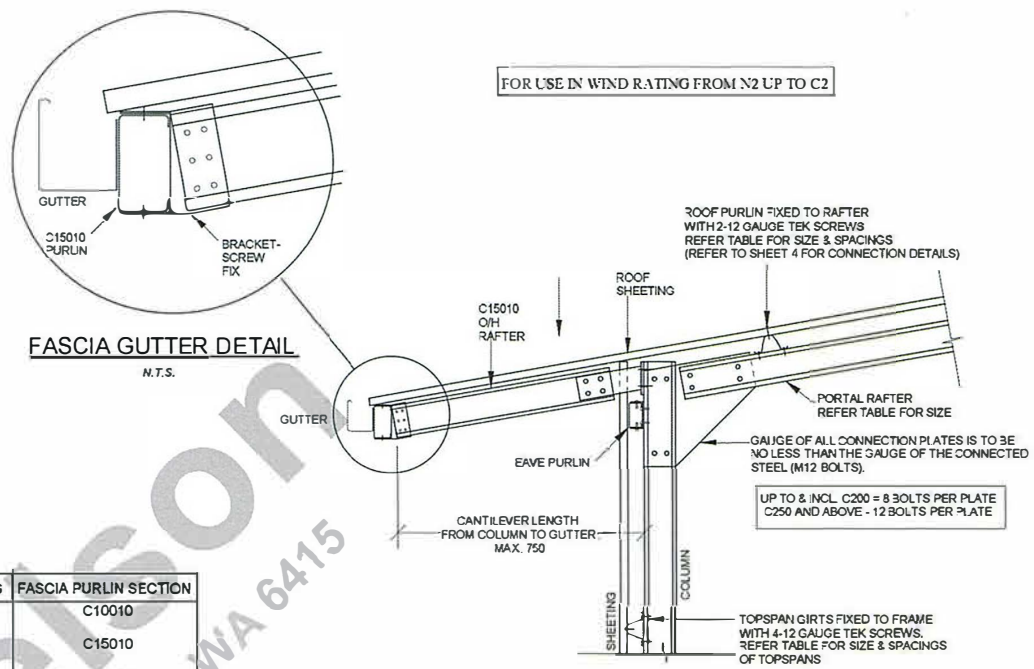 FOR USE IN WIND RATING FROM N2 UP TO C2
GUTTER
C15010
PURLIN
BRACKET-
SCREW
FIX
FASCIA GUTTER DETAIL
N.T.S.
ROOF PURLIN FIXED TO RAFTER
WITH 2-12 GAUGE TEK SCREWS
REFER TABLE FOR SIZE & SPACINGS
(REFER TO SHEET 4 FOR CONNECTION DETAILS)
ROOF
SHEETING
C15010
O/H
RAFTER
GUTTER
PORTAL RAFTER
REFER TABLE FOR SIZE
EAVE PURLIN
GAUGE OF ALL CONNECTION PLATES IS TO BE
NO LESS THAN THE GAUGE OF THE CONNECTED
STEEL (M12 BOLTS).
UP TO & INCL. C200 = 8 BOLTS PER PLATE
C250 AND ABOVE - 12 BOLTS PER PLATE
CANTILEVER LENGTH
FROM COLUMN TO GUTTER
MAX. 750
SHEETING
COLUMN
TOPSPAN GIRTS FIXED TO FRAME
WITH 4-12 GAUGE TEK SCREWS.
REFER TABLE FOR SIZE & SPACINGS
OF TOPSPANS
FASCIA PURLIN SECTION
C10010
C15010
WA 6415